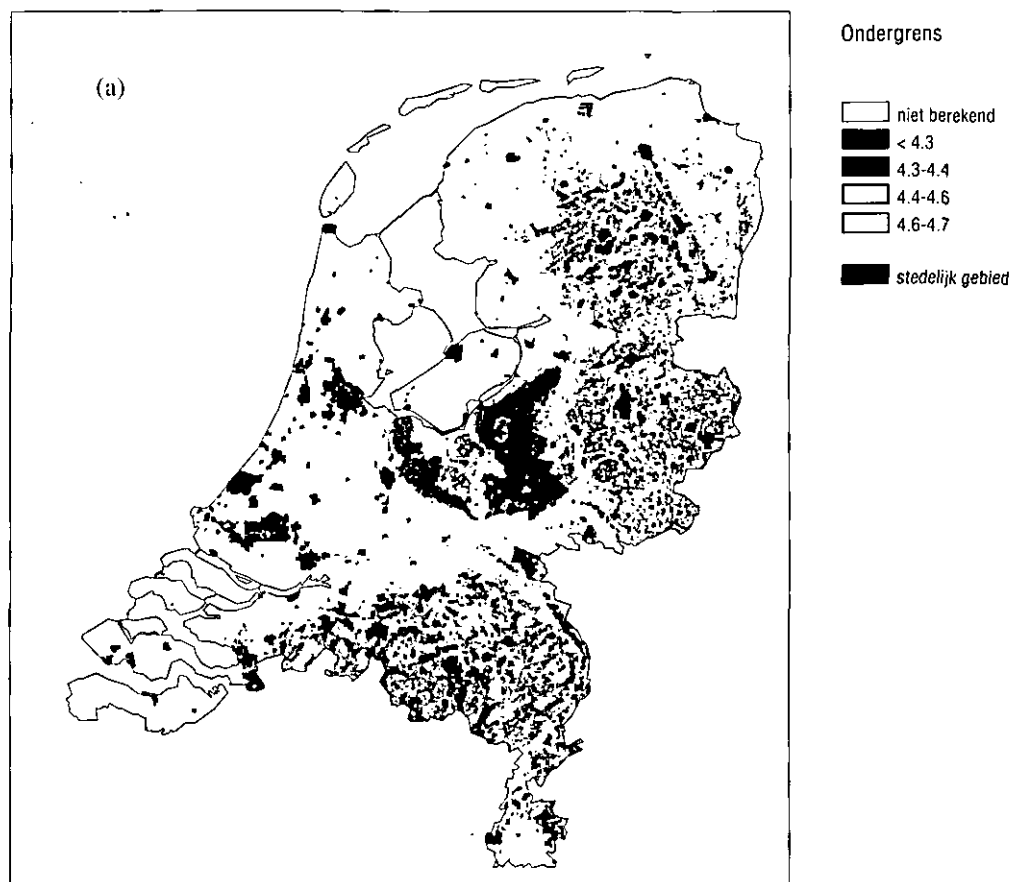 (a)
Ondergrens
niet berekend
< 4.3
4.3-4.4
4.4-4.6
4.6-4.7
stedelijk gebied